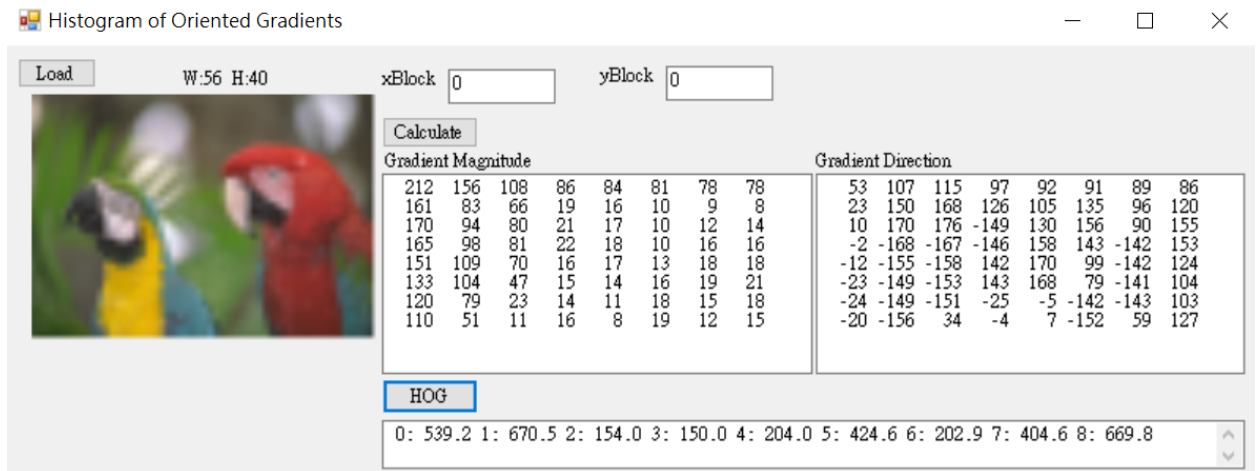 Histogram of Oriented Gradients
Load W:56 H:40 xBlock 0 yBlock 0
Calculate
Gradient Magnitude Gradient Direction
212 156 108 86 84 81 78 78 53 107 115 97 92 91 89 86
161 83 66 19 16 10 9 8 23 150 168 126 105 135 96 120
170 94 80 21 17 10 12 14 10 170 176 -149 130 156 90 155
165 98 81 22 18 10 16 16 -2 -168 -167 -146 158 143 -142 153
151 109 70 16 17 13 18 18 -12 -155 -158 142 170 99 -142 124
133 104 47 15 14 16 19 21 -23 -149 -153 143 168 79 -141 104
120 79 23 14 11 18 15 18 -24 -149 -151 -25 -5 -142 -143 103
110 51 11 16 8 19 12 15 -20 -156 34 -4 7 -152 59 127
HOG
0: 539.2 1: 670.5 2: 154.0 3: 150.0 4: 204.0 5: 424.6 6: 202.9 7: 404.6 8: 669.8